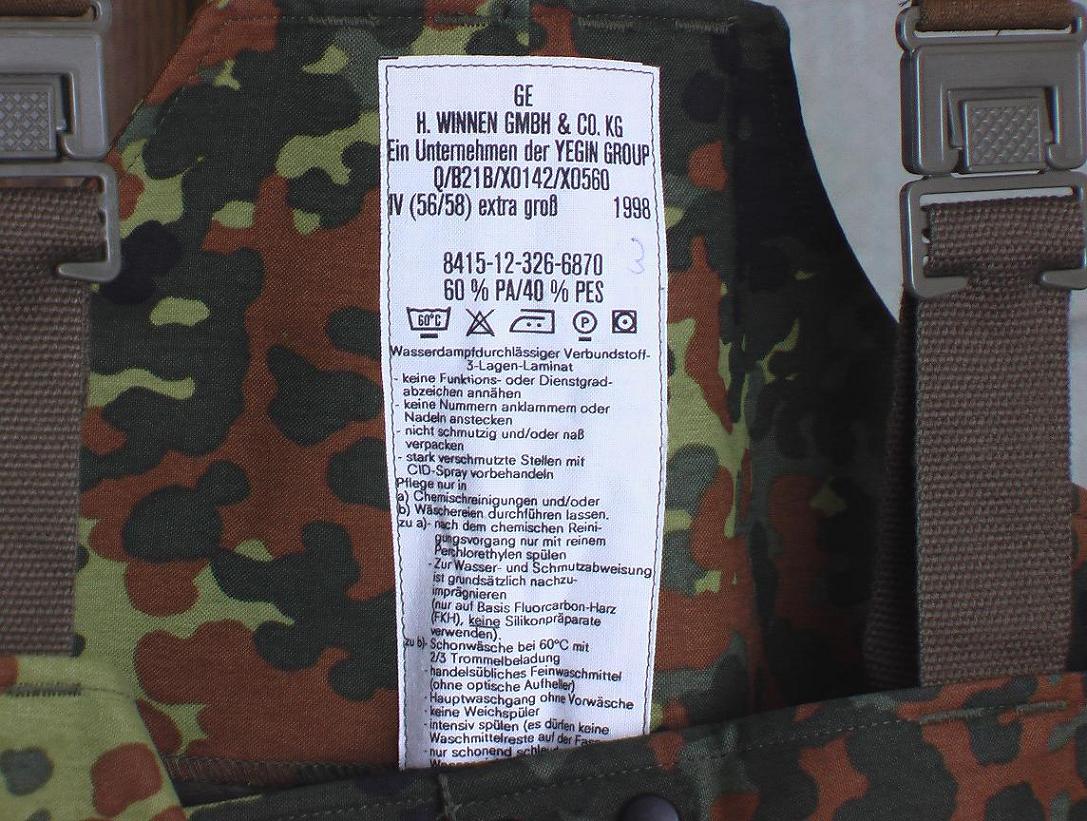 GE
H. WINNEN GMBH & CO. KG
Ein Unternehmen der YEGIN GROUP
Q/B21B/X0142/X0560
IV (56/58) extra groß 1998
3
8415-12-326-6870
60 % PA/40 % PES
60°C P
Wasserdampfdurchlässiger Verbundstoff-
3-Lagen-Laminat
- keine Funktions- oder Dienstgrad-
abzeichen annähen
- keine Nummern anklammern oder
Nadeln anstecken
- nicht schmutzig und/oder naß
verpacken
- stark verschmutzte Stellen mit
CID-Spray vorbehandeln
Pflege nur in
a) Chemischreinigungen und/oder
b) Wäschereien durchführen lassen.
zu a)- nach dem chemischen Reini-
gungsvorgang nur mit reinem
Perchlorethylen spülen
- Zur Wasser- und Schmutzabweisung
ist grundsätzlich nachzu-
imprägnieren
(nur auf Basis Fluorcarbon-Harz
(FKH), keine Silikonpräparate
verwenden).
zu b)- Schonwäsche bei 60°C mit
2/3 Trommelbeladung
- handelsübliches Feinwaschmittel
(ohne optische Aufheller)
- Hauptwaschgang ohne Vorwäsche
- keine Weichspüler
- intensiv spülen (es dürfen keine
Waschmittelreste auf der
- nur schonend